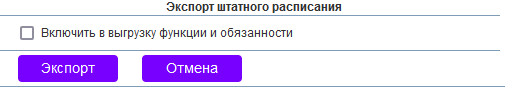 Экспорт штатного расписания
Включить в выгрузку функции и обязанности
Экспорт Отмена